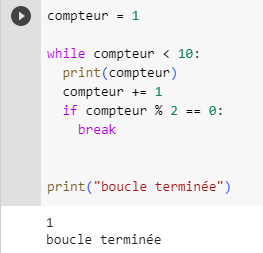 compteur = 1
while compteur < 10:
  print(compteur)
  compteur += 1
  if compteur % 2 == 0:
    break
print("boucle terminée")
1
boucle terminée